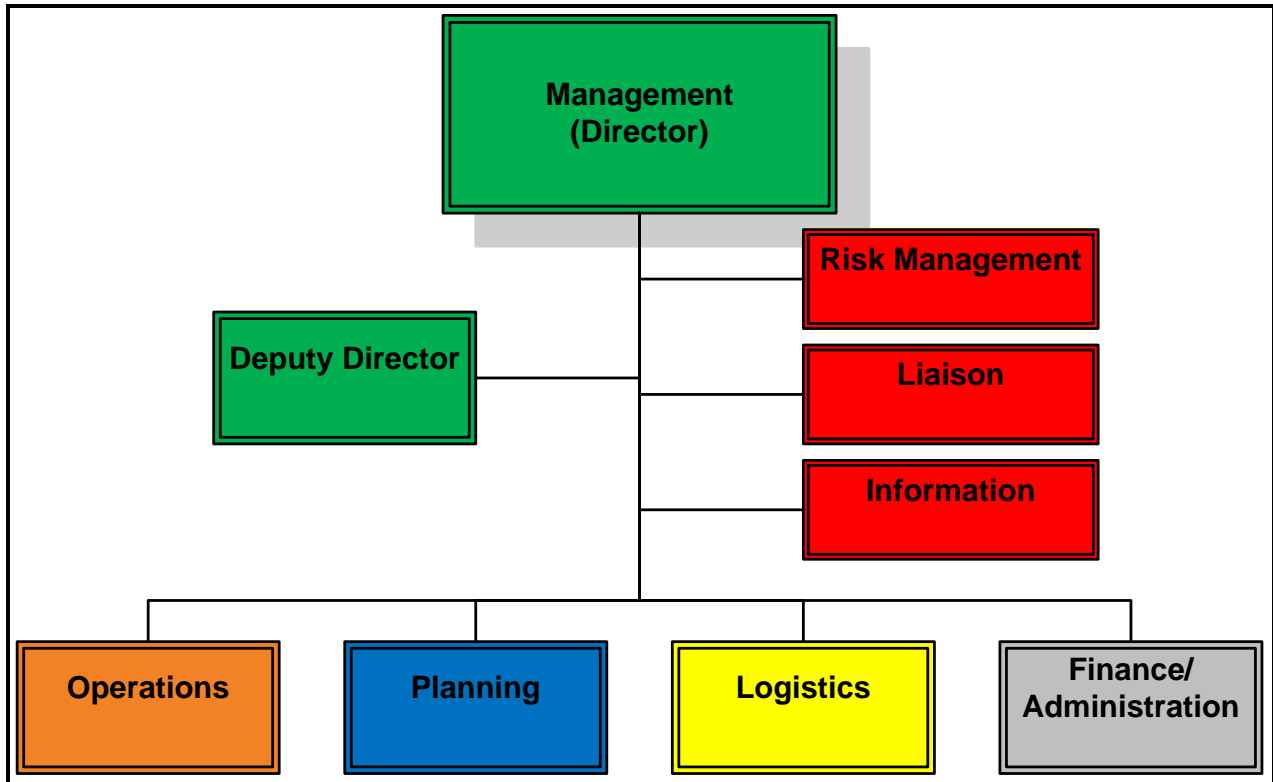 Management
(Director)
Risk Management
Deputy Director
Liaison
Information
Operations
Planning
Logistics
Finance/
Administration